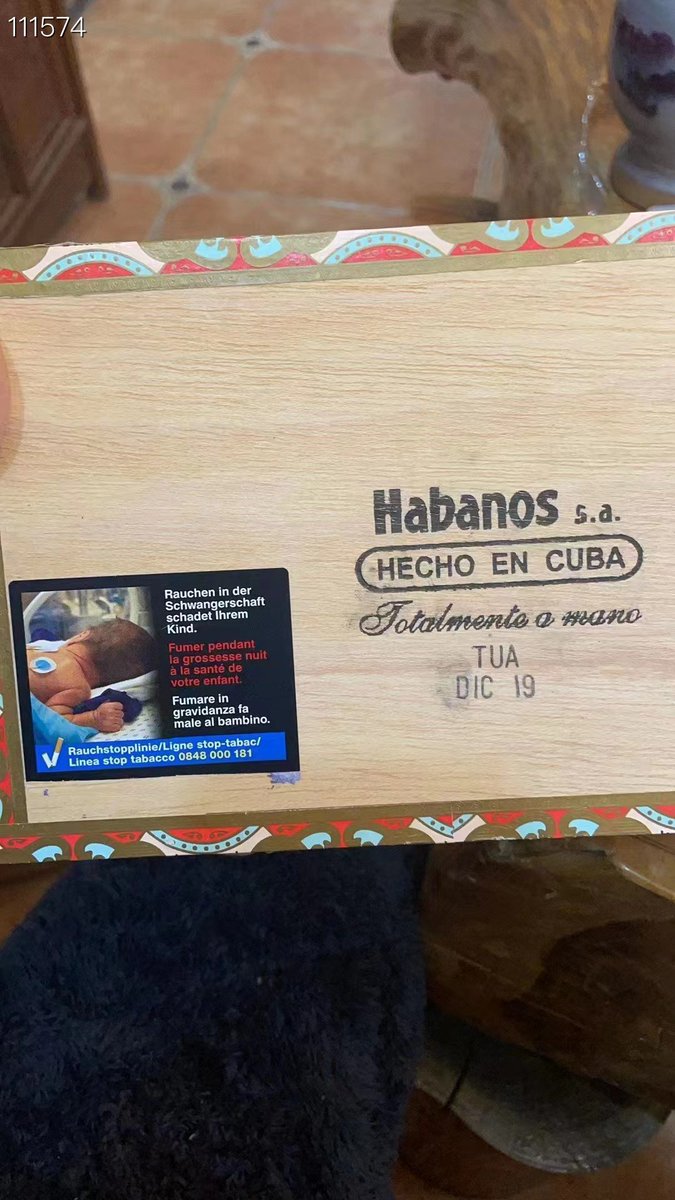 111574
Habanos s.a.
HECHO EN CUBA
Totalmente a mano
TUA
DIC 19
Rauchen in der
Schwangerschaft
schadet Ihrem
Kind.
Fumer pendant
la grossesse nuit
à la santé de
votre enfant.
Fumare in
gravidanza fa
male al bambino.
Rauchstopplinie/Ligne stop-tabac/
Linea stop tabacco 0848 000 181